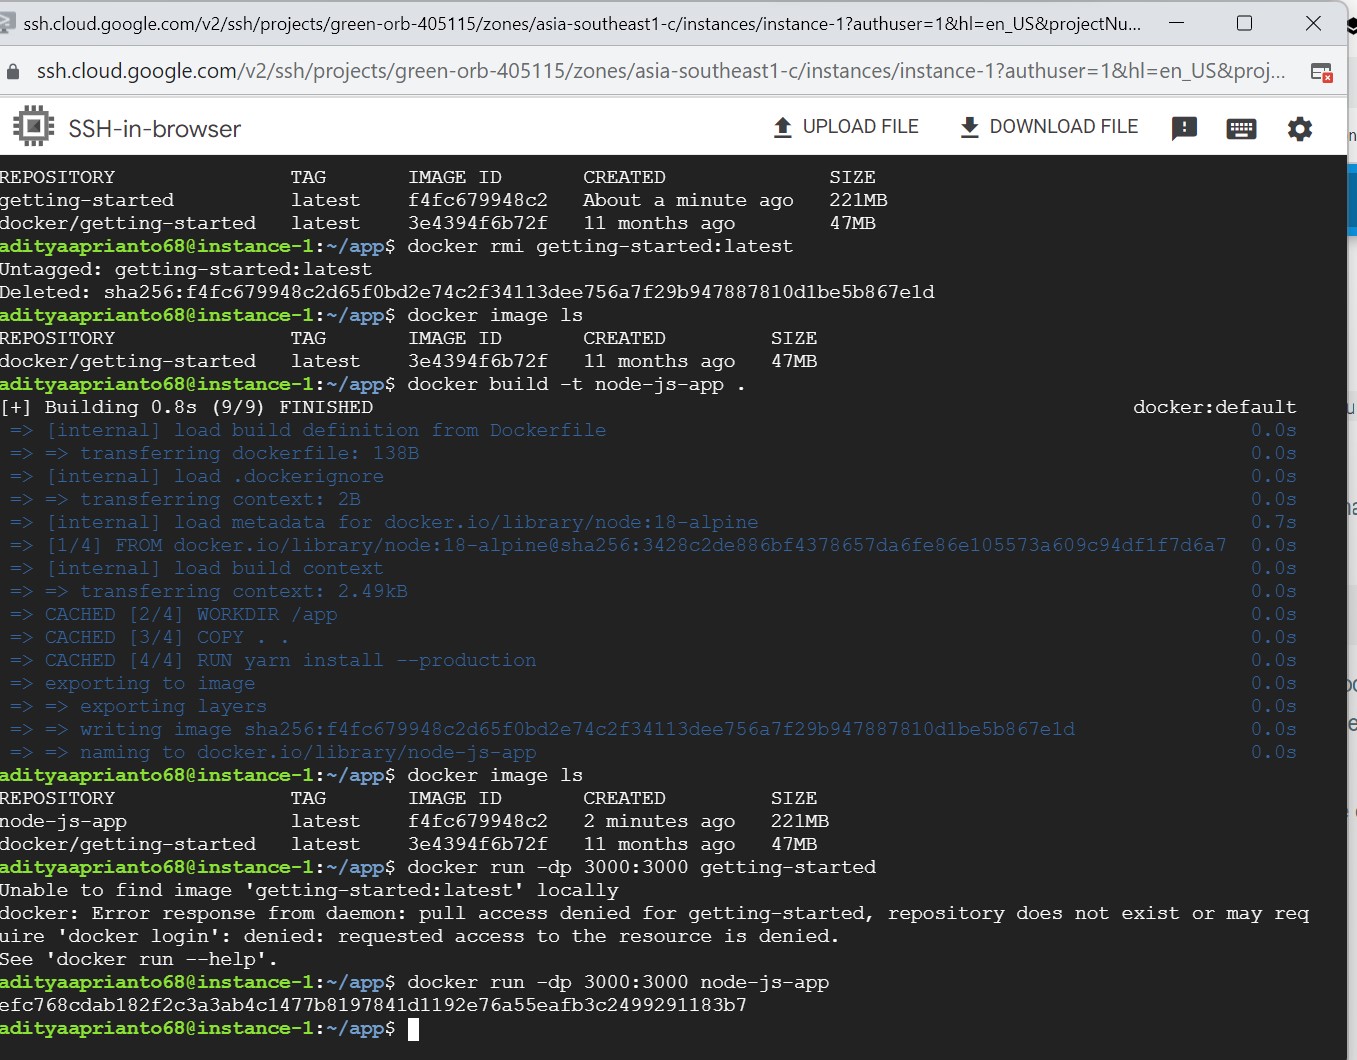 ssh.cloud.google.com/v2/ssh/projects/green-orb-405115/zones/asia-southeast1-c/instances/instance-1?authuser=1&hl=en_US&projectNu...
ssh.cloud.google.com/v2/ssh/projects/green-orb-405115/zones/asia-southeast1-c/instances/instance-1?authuser=1&hl=en_US&proj...
SSH-in-browser UPLOAD FILE DOWNLOAD FILE
REPOSITORY TAG IMAGE ID CREATED SIZE
getting-started latest f4fc679948c2 About a minute ago 221MB
docker/getting-started latest 3e4394f6b72f 11 months ago 47MB
adityaaprianto68@instance-1:~/app$ docker rmi getting-started:latest
Untagged: getting-started:latest
Deleted: sha256:f4fc679948c2d65f0bd2e74c2f34113dee756a7f29b947887810d1be5b867e1d
adityaaprianto68@instance-1:~/app$ docker image ls
REPOSITORY TAG IMAGE ID CREATED SIZE
docker/getting-started latest 3e4394f6b72f 11 months ago 47MB
adityaaprianto68@instance-1:~/app$ docker build -t node-js-app .
[+] Building 0.8s (9/9) FINISHED docker:default
=> [internal] load build definition from Dockerfile 0.0s
=> => transferring dockerfile: 138B 0.0s
=> [internal] load .dockerignore 0.0s
=> => transferring context: 2B 0.0s
=> [internal] load metadata for docker.io/library/node:18-alpine 0.7s
=> [1/4] FROM docker.io/library/node:18-alpine@sha256:3428c2de886bf4378657da6fe86e105573a609c94df1f7d6a7 0.0s
=> [internal] load build context 0.0s
=> => transferring context: 2.49kB 0.0s
=> CACHED [2/4] WORKDIR /app 0.0s
=> CACHED [3/4] COPY . . 0.0s
=> CACHED [4/4] RUN yarn install --production 0.0s
=> exporting to image 0.0s
=> => exporting layers 0.0s
=> => writing image sha256:f4fc679948c2d65f0bd2e74c2f34113dee756a7f29b947887810d1be5b867e1d 0.0s
=> => naming to docker.io/library/node-js-app 0.0s
adityaaprianto68@instance-1:~/app$ docker image ls
REPOSITORY TAG IMAGE ID CREATED SIZE
node-js-app latest f4fc679948c2 2 minutes ago 221MB
docker/getting-started latest 3e4394f6b72f 11 months ago 47MB
adityaaprianto68@instance-1:~/app$ docker run -dp 3000:3000 getting-started
Unable to find image 'getting-started:latest' locally
docker: Error response from daemon: pull access denied for getting-started, repository does not exist or may req
uire 'docker login': denied: requested access to the resource is denied.
See 'docker run --help'.
adityaaprianto68@instance-1:~/app$ docker run -dp 3000:3000 node-js-app
efc768cdab182f2c3a3ab4c1477b8197841d1192e76a55eafb3c2499291183b7
adityaaprianto68@instance-1:~/app$